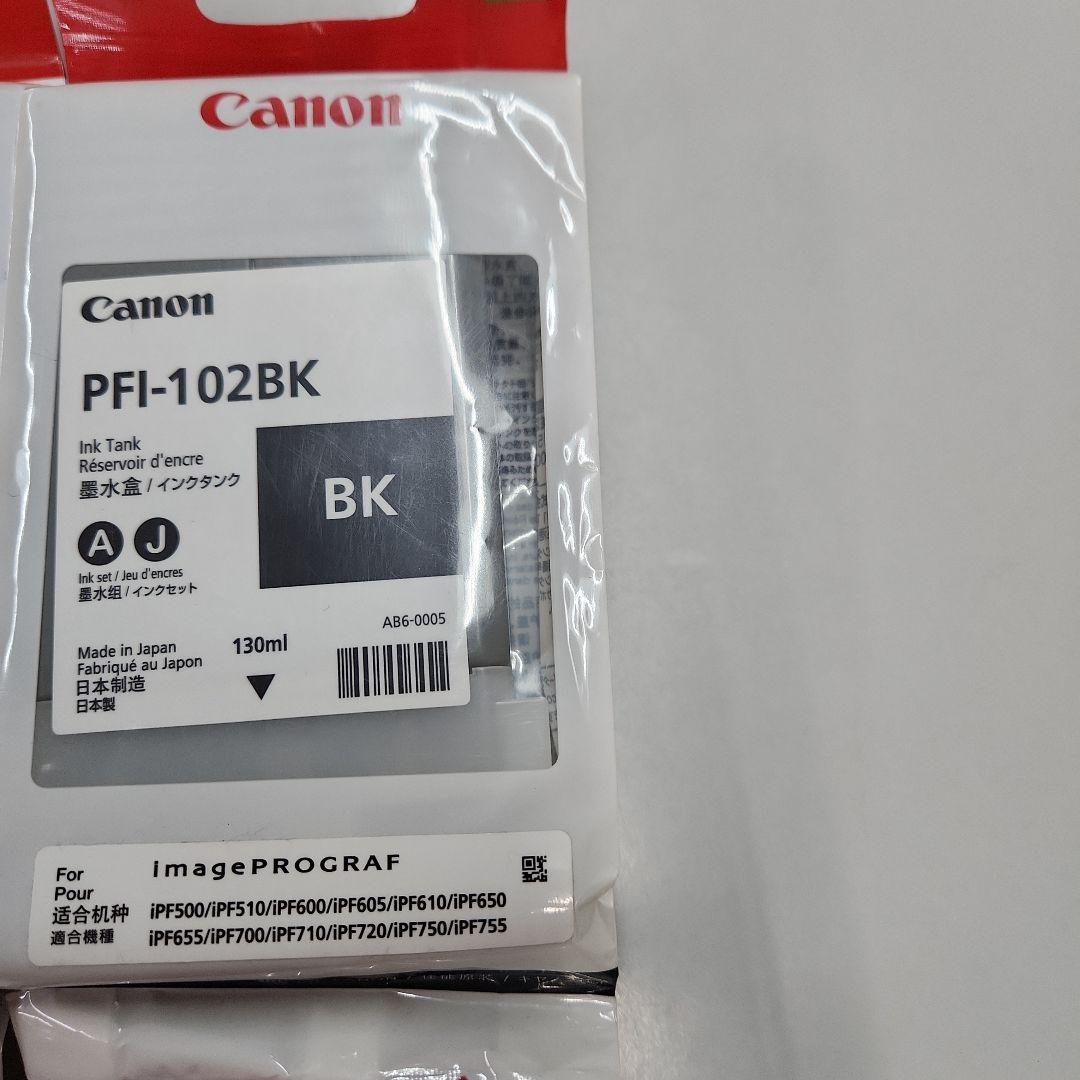 Canon
Canon
PFI-102BK
Ink Tank
Réservoir d'encre
墨水盒 / インクタンク
BK
A J
Ink set / Jeu d'encres
墨水组 / インクセット
AB6-0005
Made in Japan
Fabriqué au Japon
日本制造
日本製
130ml
For
Pour
适合机种
適合機種
imagePROGRAF
iPF500/iPF510/iPF600/iPF605/iPF610/iPF650
iPF655/iPF700/iPF710/iPF720/iPF750/iPF755